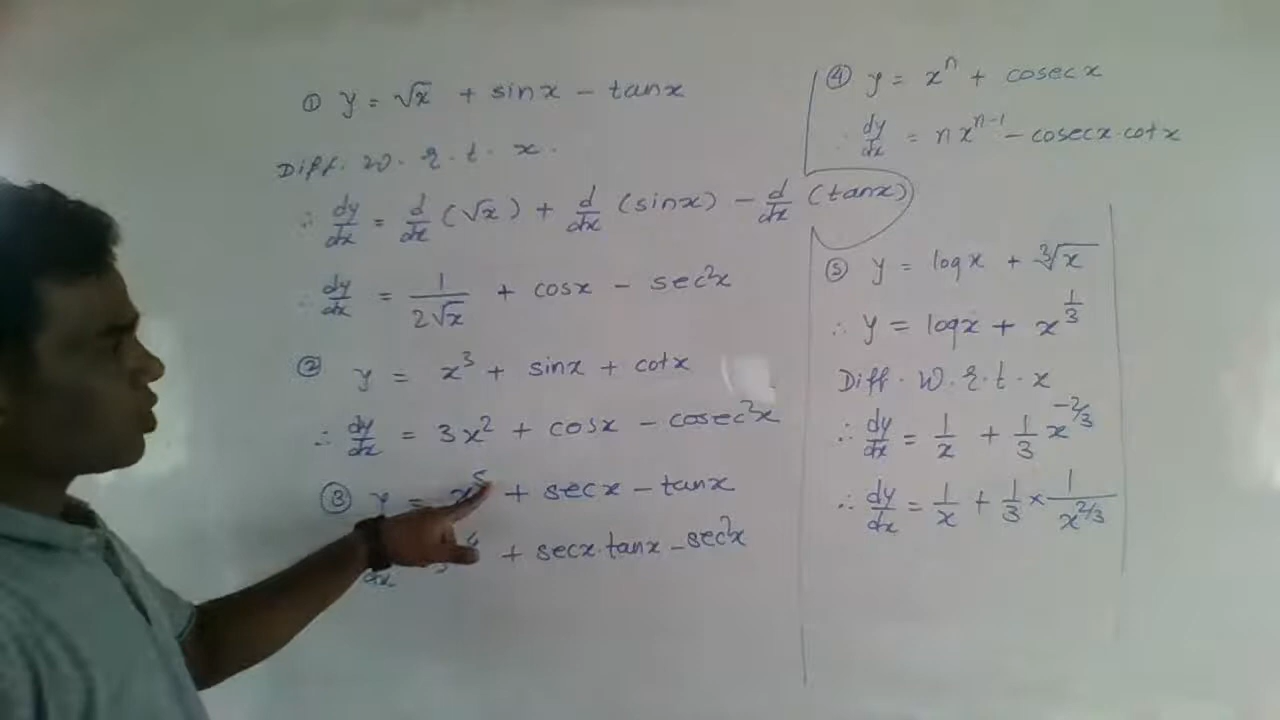 ① y = √x + sinx − tanx
Diff. w.r.t. x.
∴ dy/dx = d/dx (√x) + d/dx (sinx) − d/dx (tanx)
∴ dy/dx = 1/2√x + cosx − sec²x
② y = x³ + sinx + cotx
∴ dy/dx = 3x² + cosx − cosec²x
③ y = x⁵ + secx − tanx
+ secx.tanx − sec²x
④ y = xⁿ + cosecx
∴ dy/dx = nxⁿ⁻¹ − cosecx.cotx
⑤ y = logx + ∛x
∴ y = logx + x^1/3
Diff. w.r.t. x
∴ dy/dx = 1/x + 1/3 x^-2/3
∴ dy/dx = 1/x + 1/3 × 1/x^2/3